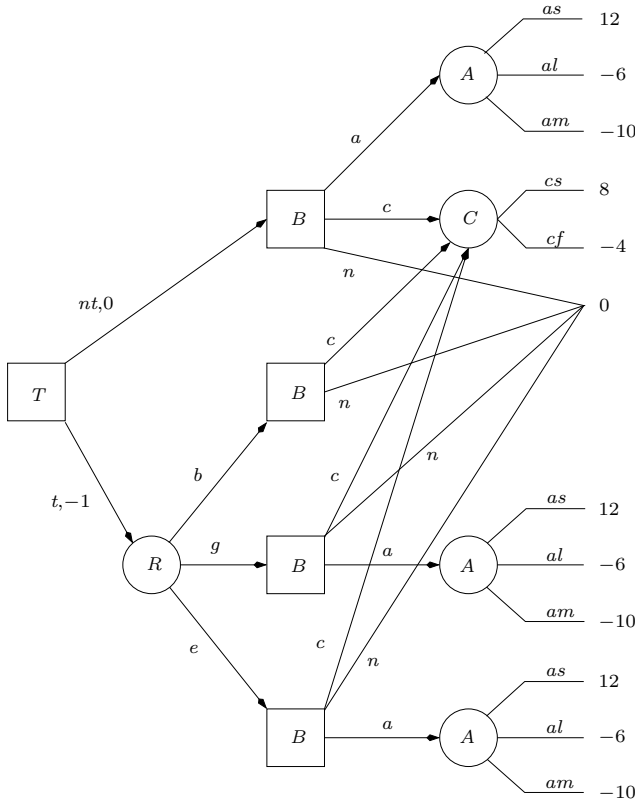 as 12
A al −6
a am −10
cs 8
B c C
cf −4
n
nt,0 0
c
T B n
b c n
t,−1 as 12
g
R B a A al −6
am −10
e c n
as 12
B a A al −6
am −10